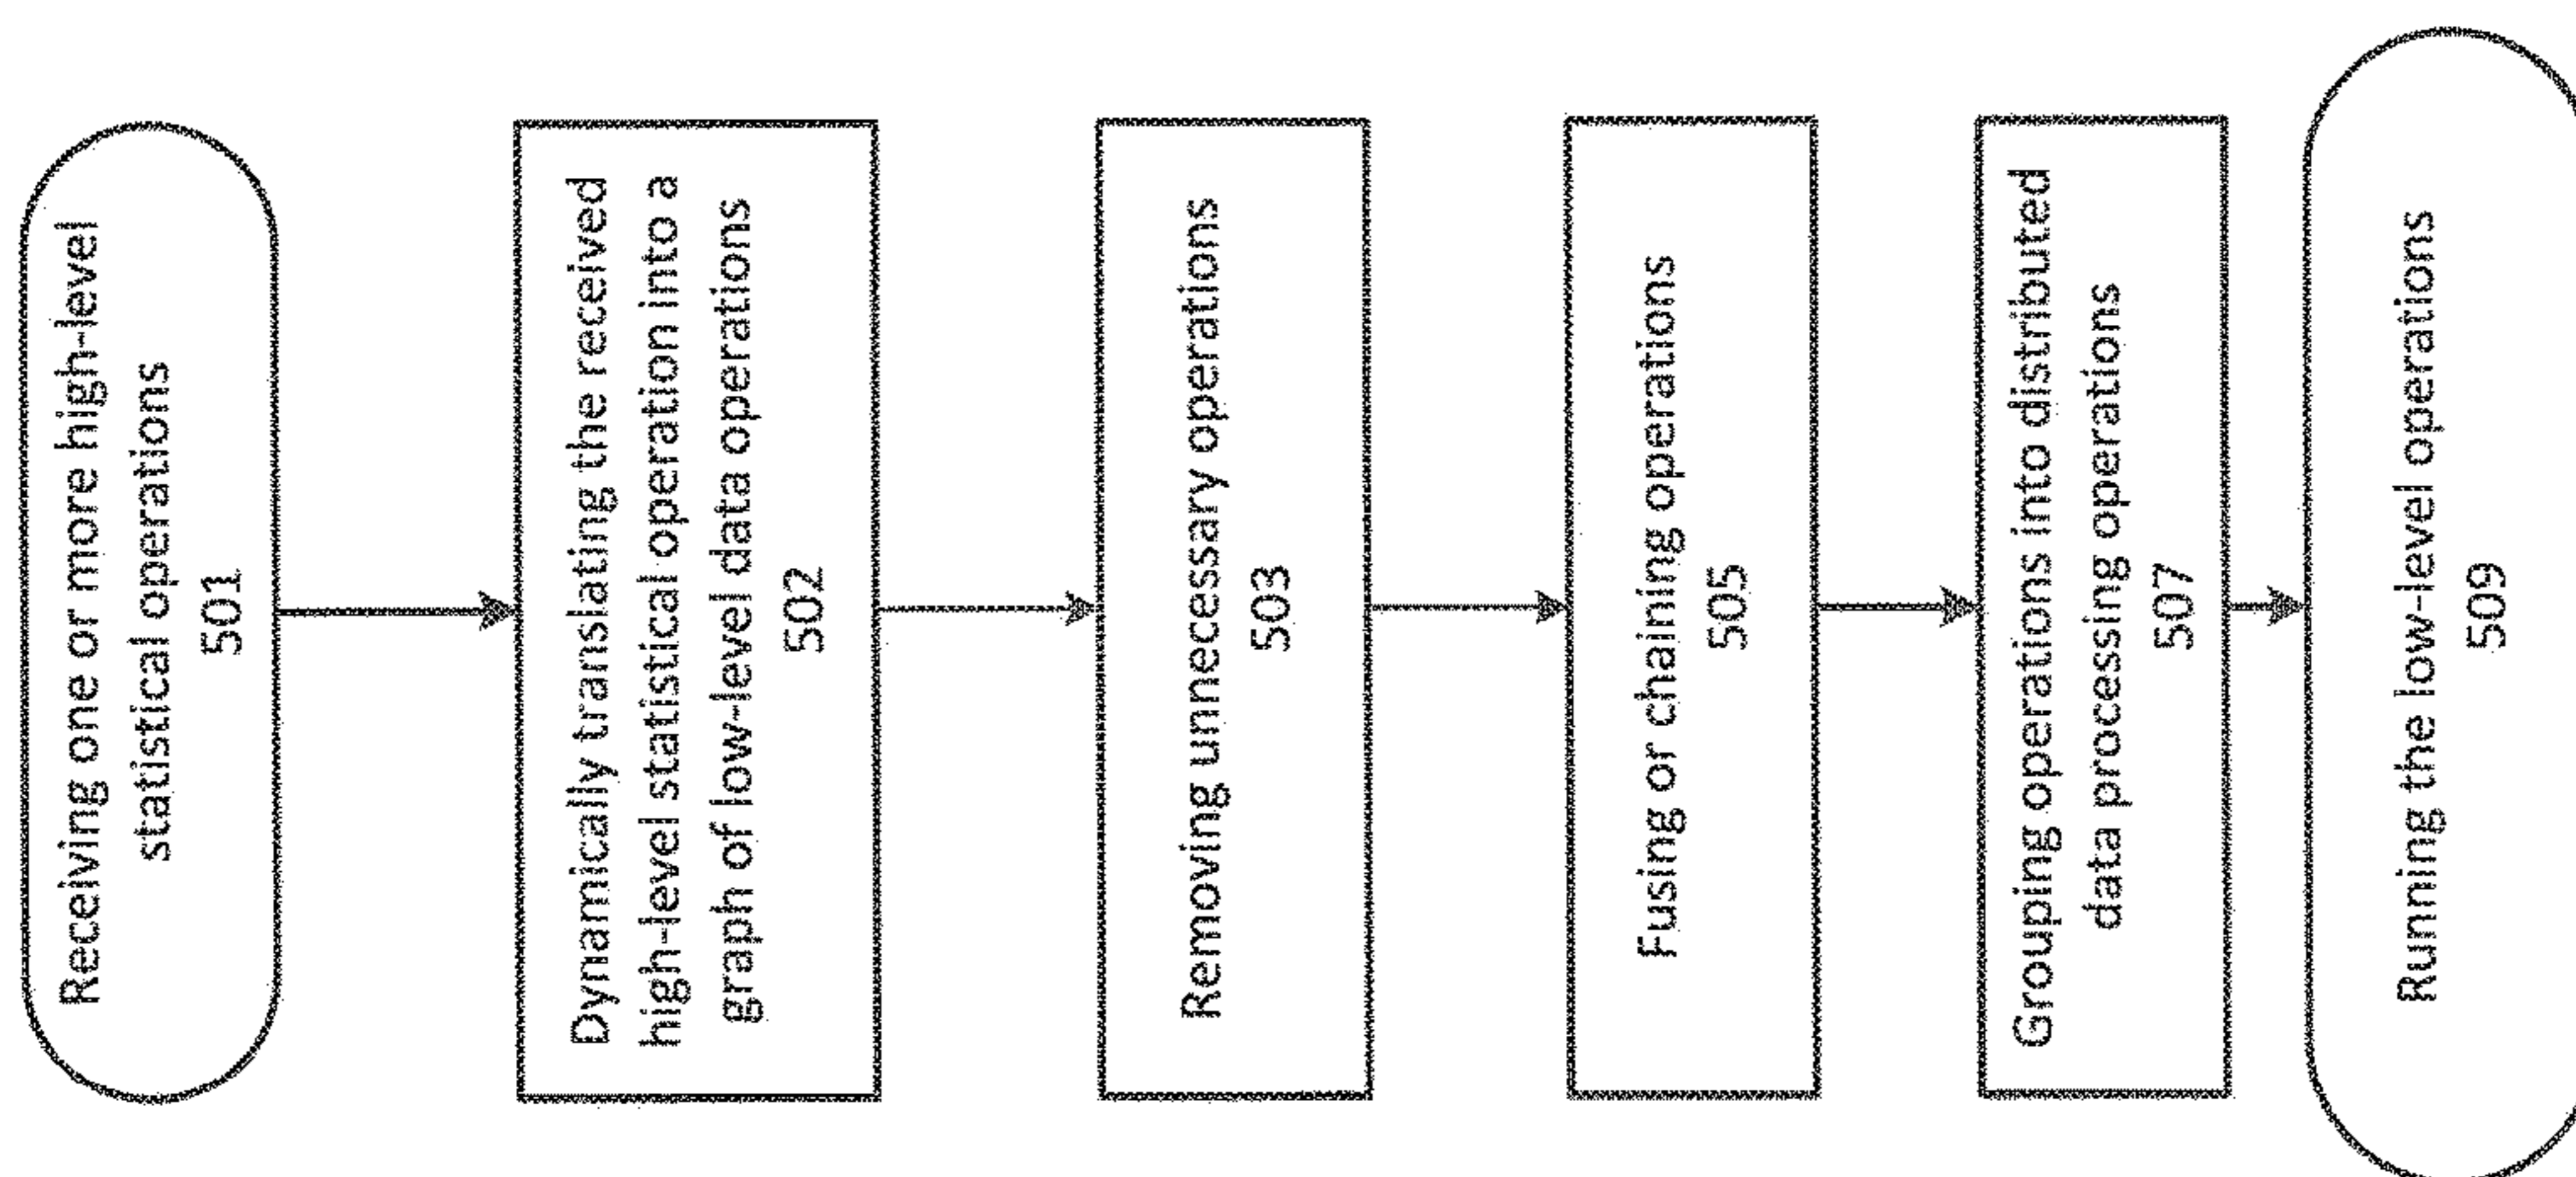 Receiving one or more high-level
statistical operations
501
Dynamically translating the received
high-level statistical operation into a
graph of low-level data operations
502
Removing unnecessary operations
503
Fusing or chaining operations
505
Grouping operations into distributed
data processing operations
507
Running the low-level operations
509